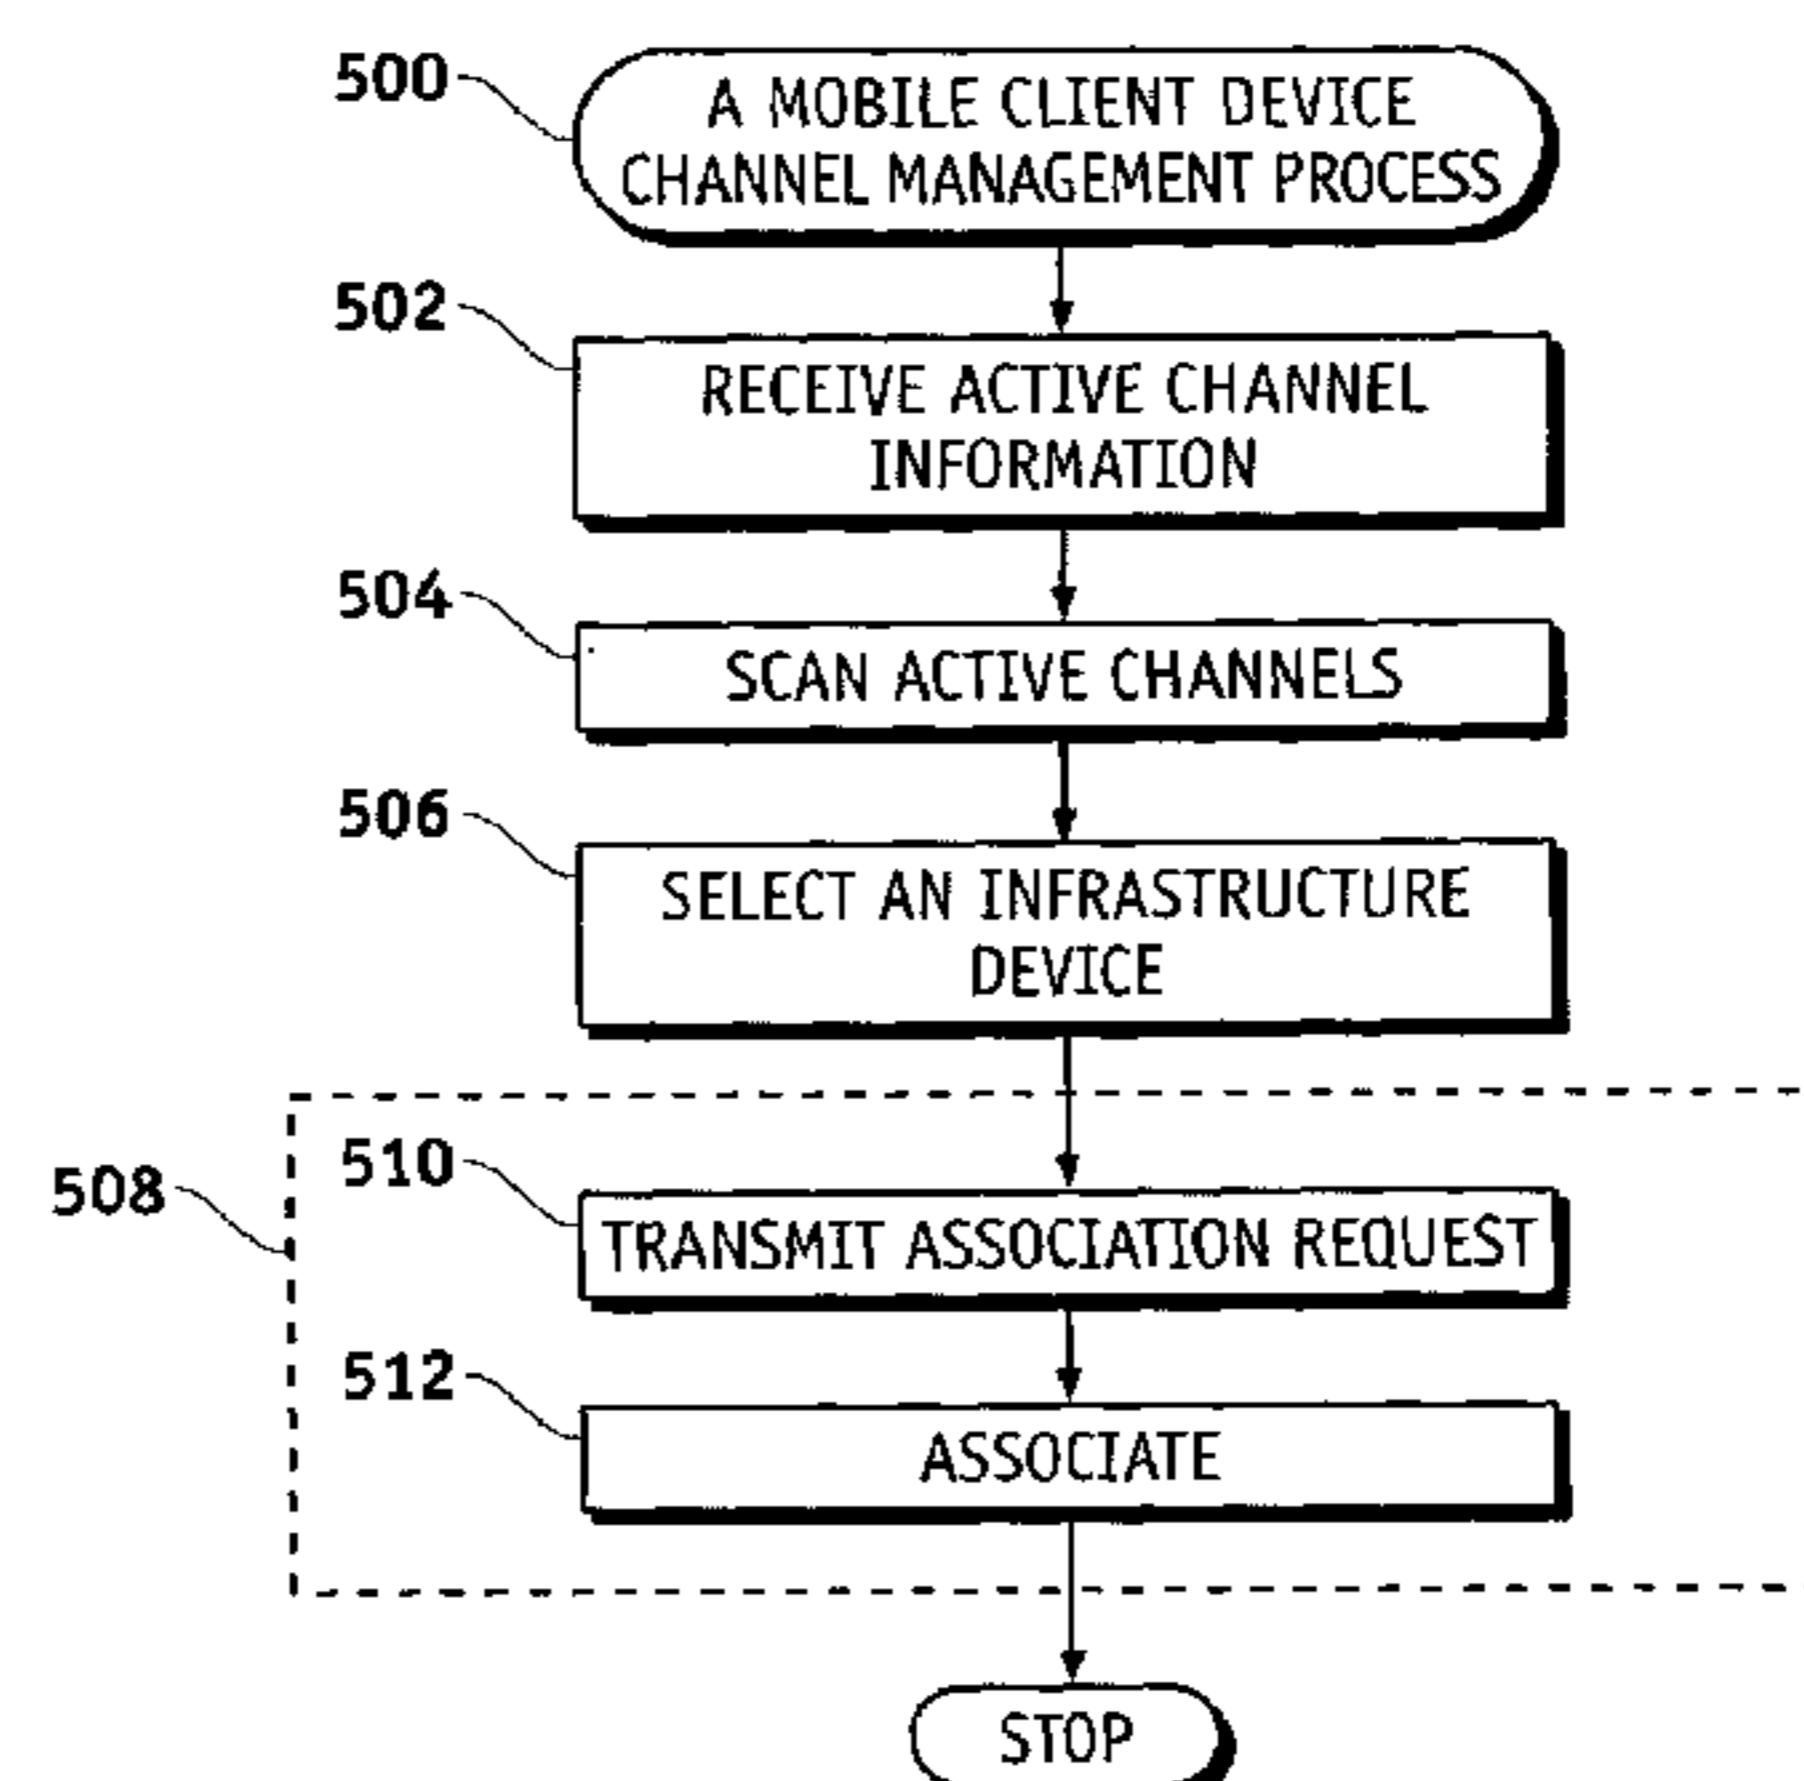 500
A MOBILE CLIENT DEVICE
CHANNEL MANAGEMENT PROCESS
502
RECEIVE ACTIVE CHANNEL
INFORMATION
504
SCAN ACTIVE CHANNELS
506
SELECT AN INFRASTRUCTURE
DEVICE
508
510
TRANSMIT ASSOCIATION REQUEST
512
ASSOCIATE
STOP